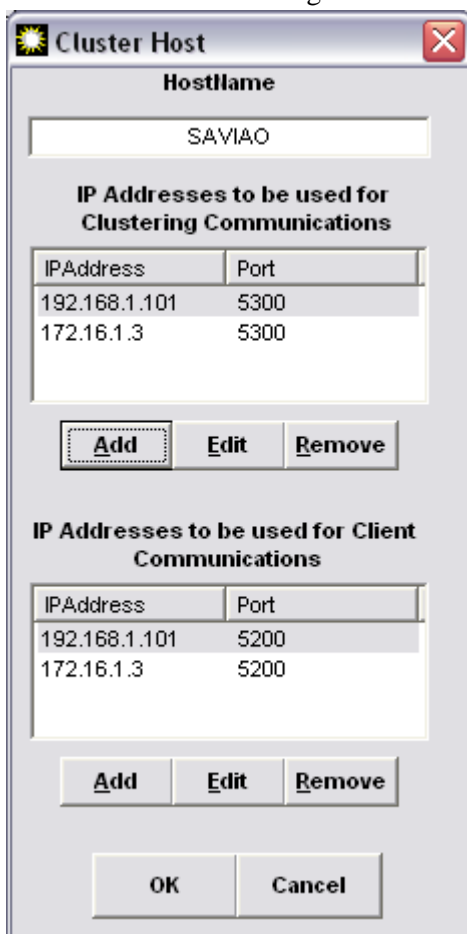 Cluster Host
HostName
SAVIAO
IP Addresses to be used for
Clustering Communications
IPAddress Port
192.168.1.101 5300
172.16.1.3 5300
Add Edit Remove
IP Addresses to be used for Client
Communications
IPAddress Port
192.168.1.101 5200
172.16.1.3 5200
Add Edit Remove
OK Cancel